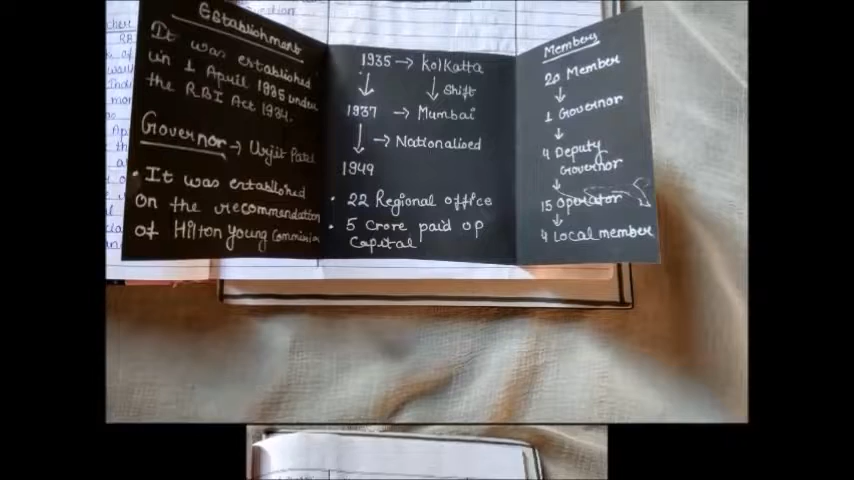 Establishment
It was established
in 1 April 1935 under
the RBI Act 1934.
Governor → Urjit Patel
• It was established
on the recommendation
of Hilton Young Commission
1935 → Kolkatta
↓ ↓ Shift
1937 → Mumbai
↓ → Nationalised
1949
• 22 Regional office
• 5 Crore paid up
Capital
Members
20 Member
↓
1 Governor
↓
4 Deputy
Governor
↓
15 Operator
↓
4 Local member